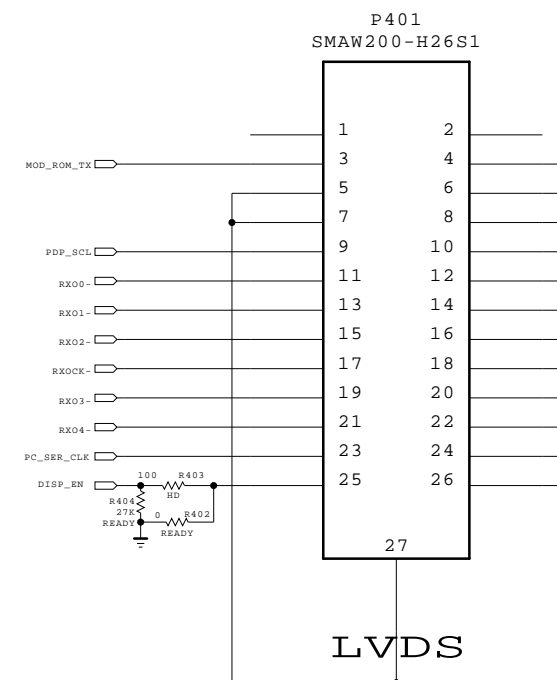 P401
SMAW200-H26S1
1 2
MOD_ROM_TX 3 4
5 6
7 8
PDP_SCL 9 10
RXO0- 11 12
RXO1- 13 14
RXO2- 15 16
RXOCK- 17 18
RXO3- 19 20
RXO4- 21 22
PC_SER_CLK 23 24
100 R403
DISP_EN 25 26
HD
R404
27K 0 R402
READY
READY
27
LVDS